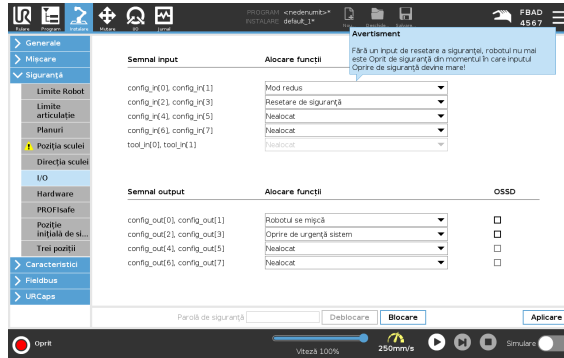 PROGRAM <nedenumit>*
INSTALARE default_1*
FBAD
4567
Rulare Program Instalare Mutare I/O Jurnal
Avertisment
Fără un input de resetare a siguranței, robotul nu mai
este Oprit de siguranță din momentul în care inputul
Oprire de siguranță devine mare!
Generale
Mișcare
Siguranță
Limite Robot
Limite
articulație
Planuri
Poziția sculei
Direcția sculei
I/O
Hardware
PROFIsafe
Poziție
inițială de si...
Trei poziții
Caracteristici
Fieldbus
URCaps
Semnal input Alocare funcții
config_in[0], config_in[1] Mod redus
config_in[2], config_in[3] Resetare de siguranță
config_in[4], config_in[5] Nealocat
config_in[6], config_in[7] Nealocat
tool_in[0], tool_in[1] Nealocat
Semnal output Alocare funcții OSSD
config_out[0], config_out[1] Robotul se mișcă
config_out[2], config_out[3] Oprire de urgență sistem
config_out[4], config_out[5] Nealocat
config_out[6], config_out[7] Nealocat
Parolă de siguranță Deblocare Blocare Aplicare
Oprit
Viteză 100%
250mm/s
Simulare